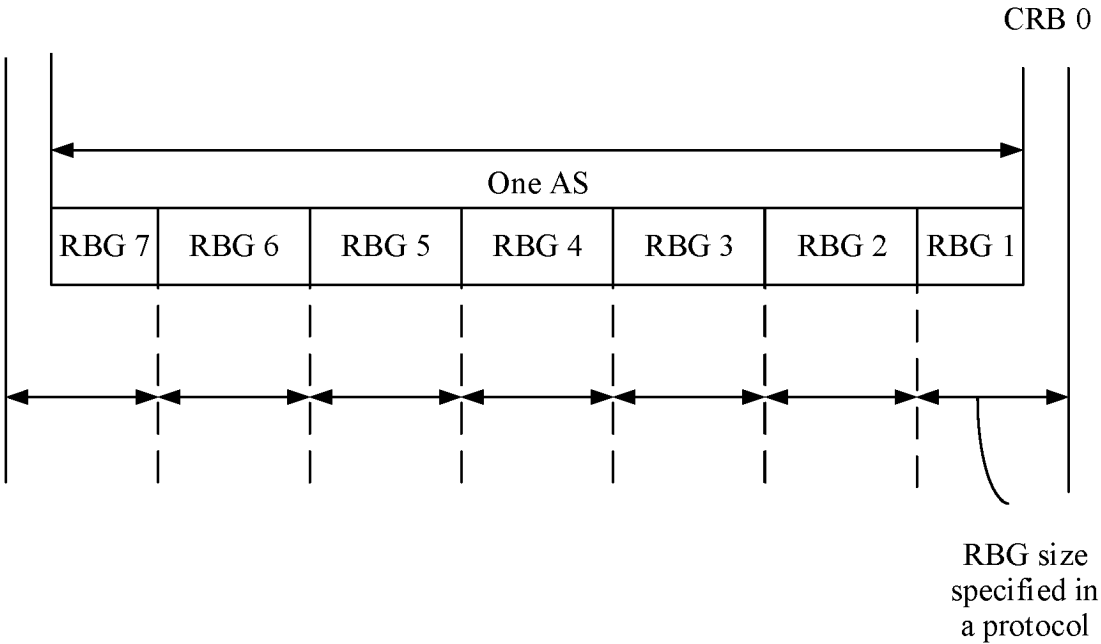 CRB 0
One AS
RBG 7 RBG 6 RBG 5 RBG 4 RBG 3 RBG 2 RBG 1
RBG size
specified in
a protocol